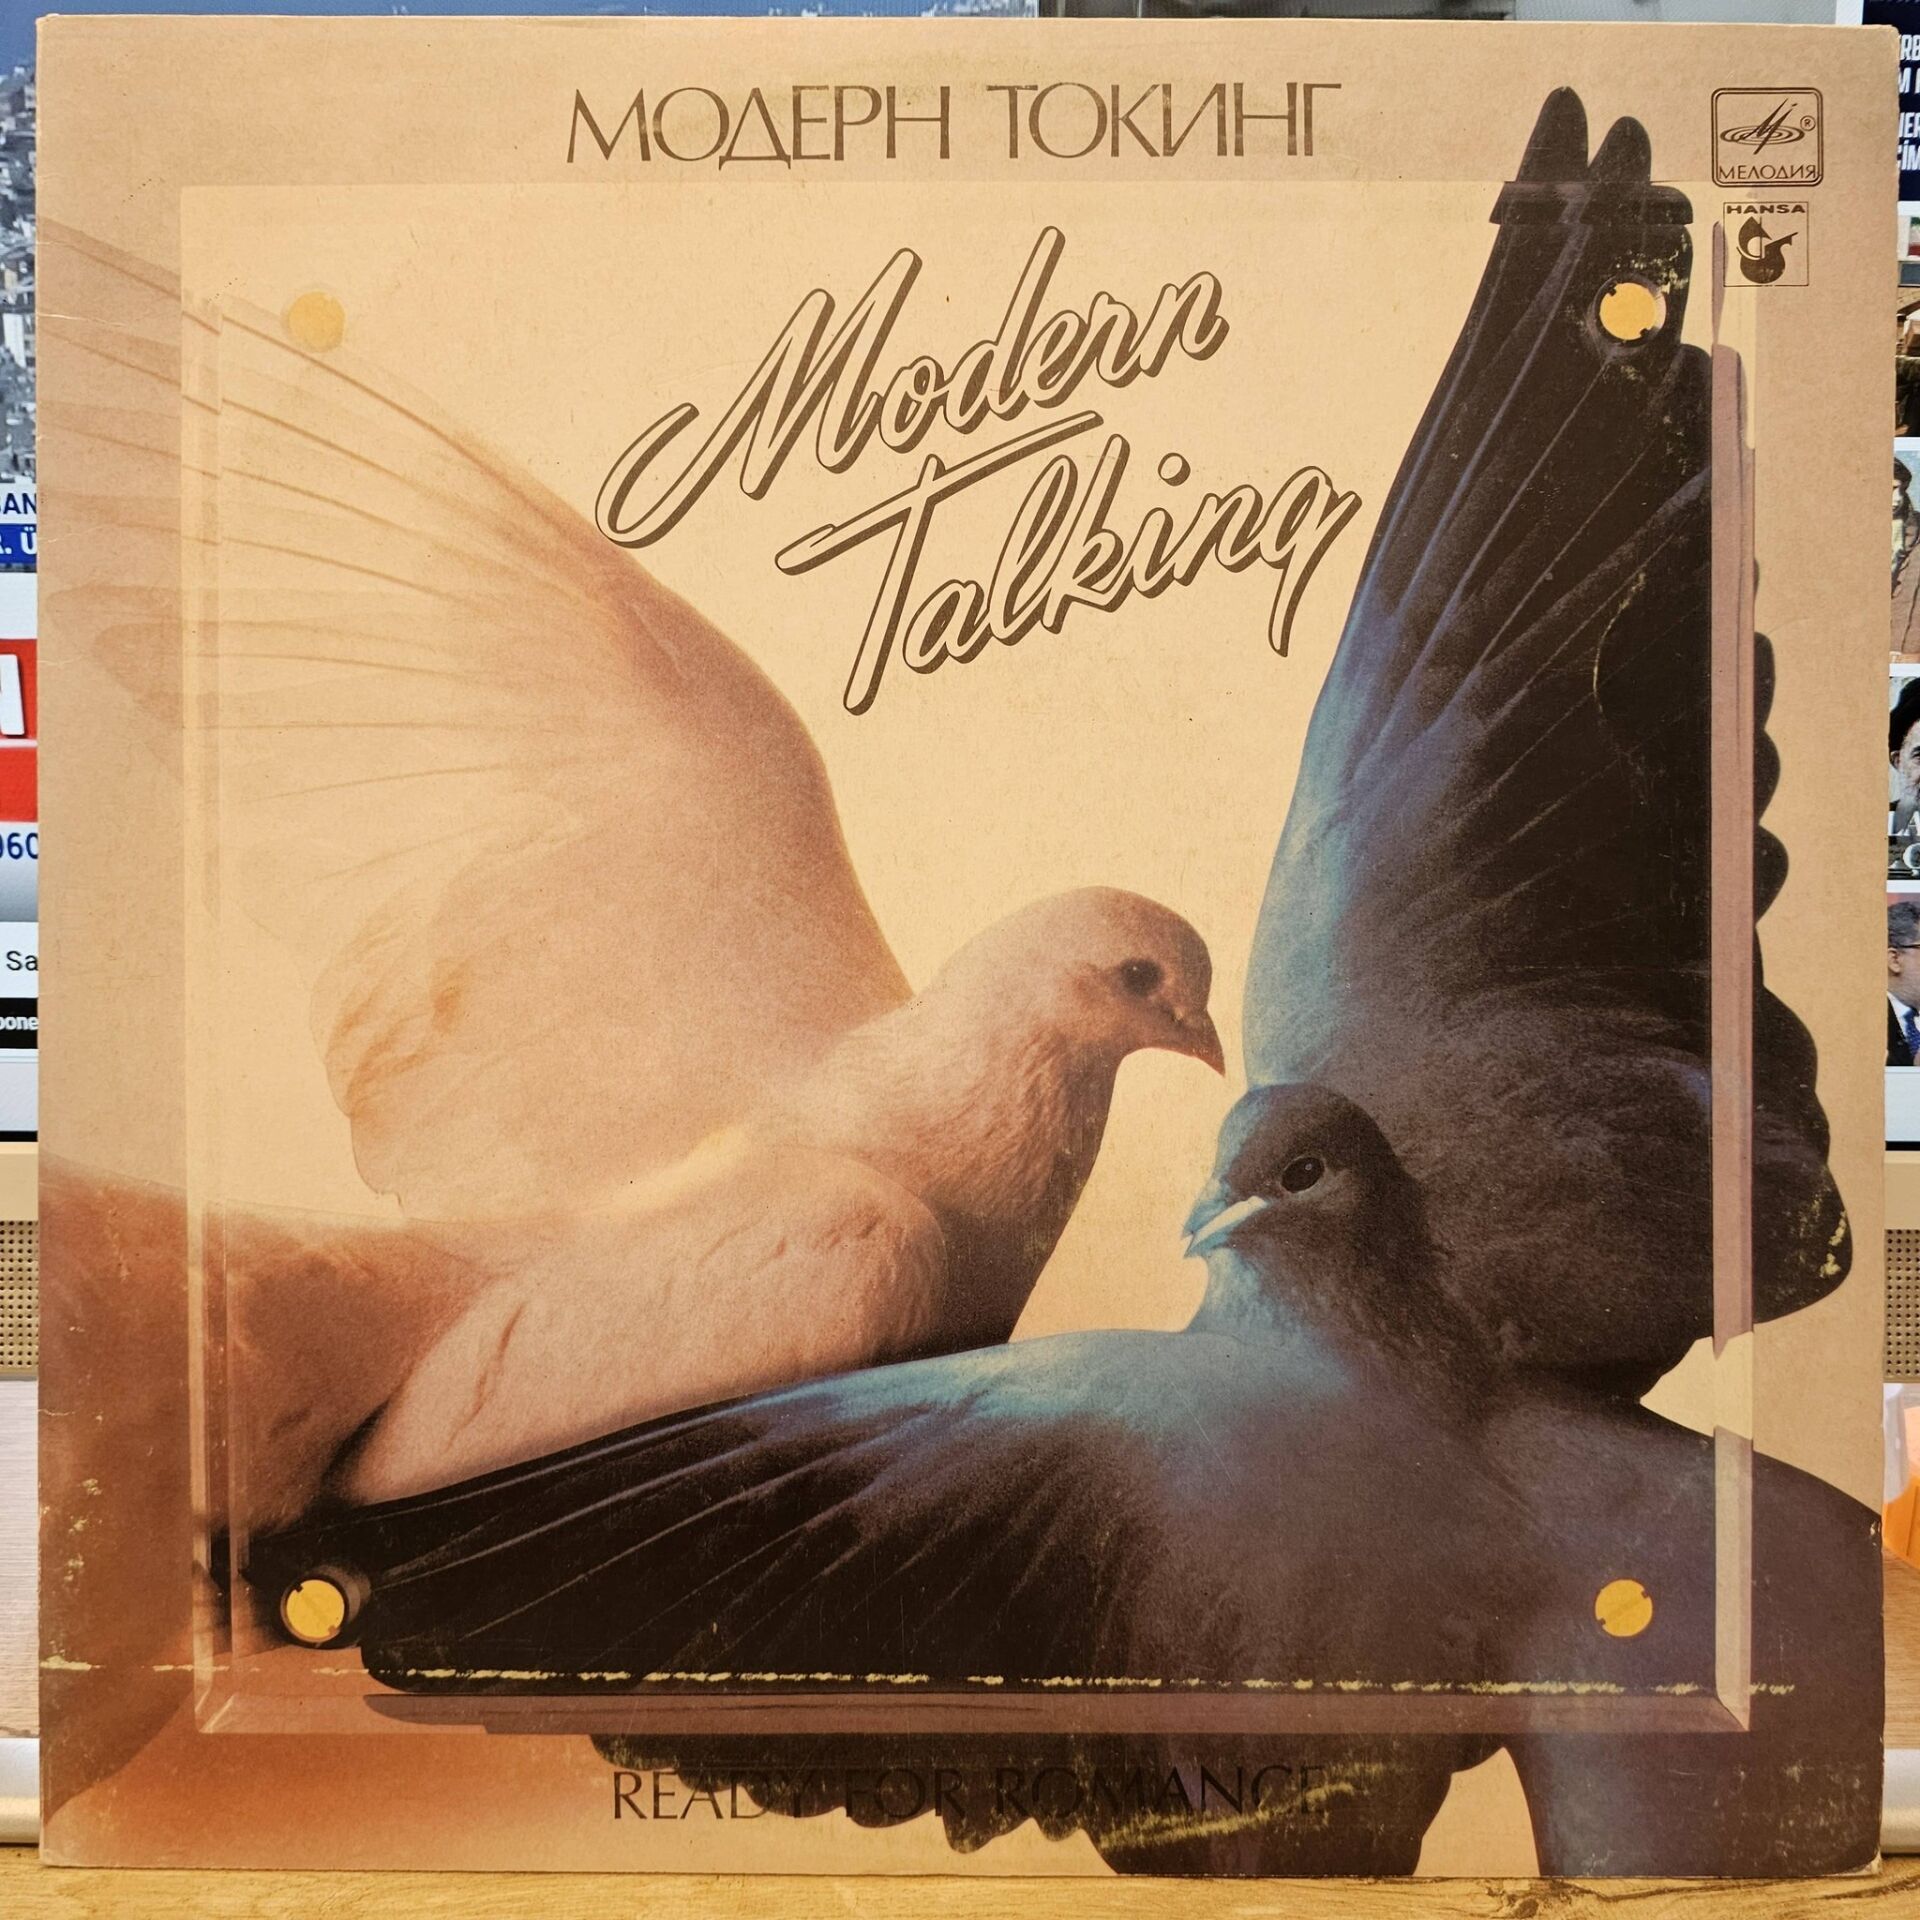 МОДЕРН ТОКИНГ
МЕЛОДИЯ
HANSA
Modern
Talking
READY FOR ROMANCE